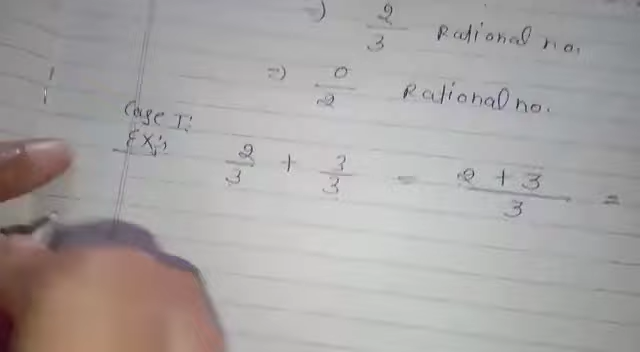 =) 2/3 Rational no.
=) 0/2 Rational no.
Case I:
Ex:, 2/3 + 3/3 = 2 + 3/3 =